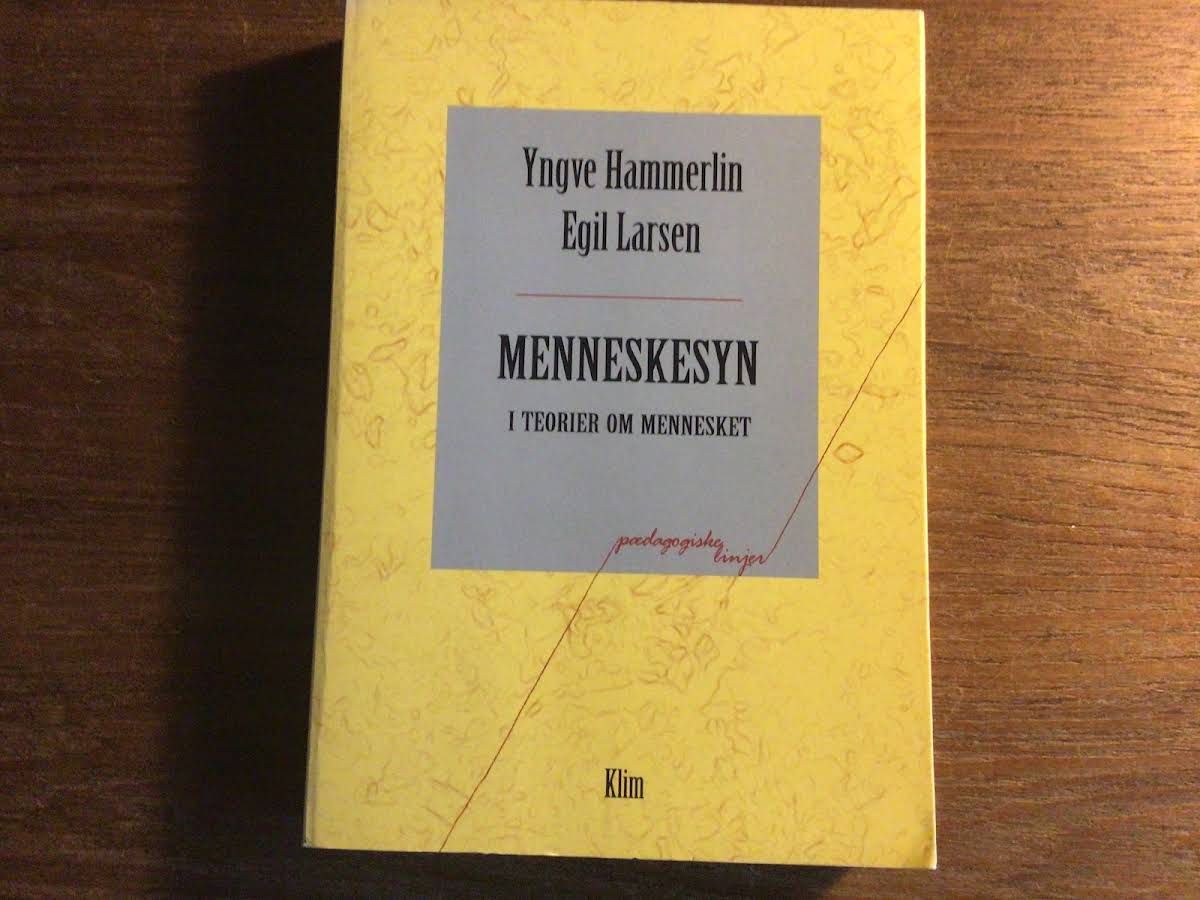 Yngve Hammerlin
Egil Larsen
MENNESKESYN
I TEORIER OM MENNESKET
pædagogiske
linjer
Klim